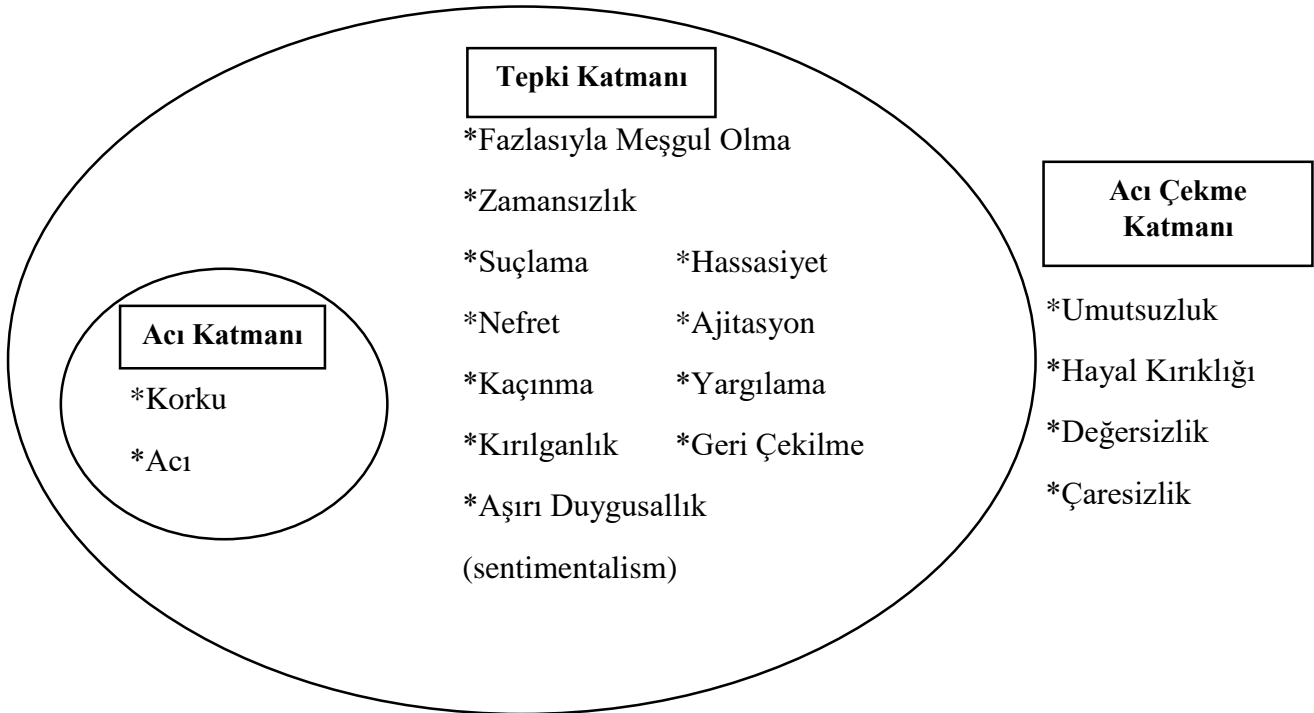 Tepki Katmanı
*Fazlasıyla Meşgul Olma
*Zamansızlık
*Suçlama *Hassasiyet
*Nefret *Ajitasyon
*Kaçınma *Yargılama
*Kırılganlık *Geri Çekilme
*Aşırı Duygusallık
(sentimentalism)
Acı Katmanı
*Korku
*Acı
Acı Çekme
Katmanı
*Umutsuzluk
*Hayal Kırıklığı
*Değersizlik
*Çaresizlik